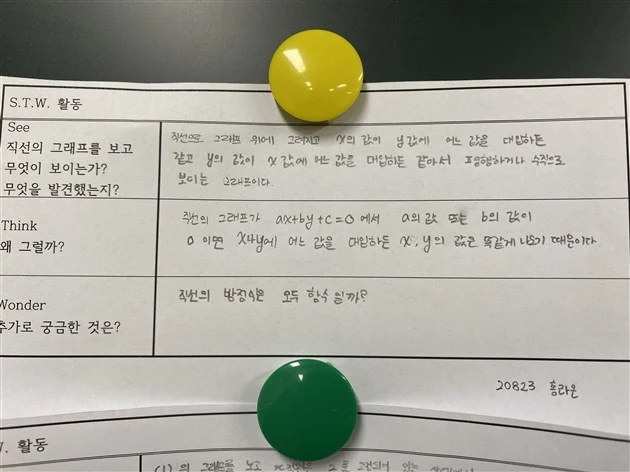 S.T.W. 활동
See
직선의 그래프를 보고
무엇이 보이는가?
무엇을 발견했는지?
직선으로 그래프 위에 그려지고 x의 값이 y값에 어느 값을 대입하든
같고 y의 값이 x값에 어느 값을 대입하든 같아서 평행하거나 수직으로
보이는 그래프이다.
Think
왜 그럴까?
직선의 그래프가 ax+by+c=0 에서 a의 값 또는 b의 값이
0 이면 x나 y에 어느 값을 대입하든 x, y의 값은 똑같게 나오기 때문이다
Wonder
추가로 궁금한 것은?
직선의 방정식은 모두 함수일까?
20823 홍라온
W. 활동
(1)의 그래프를 보고